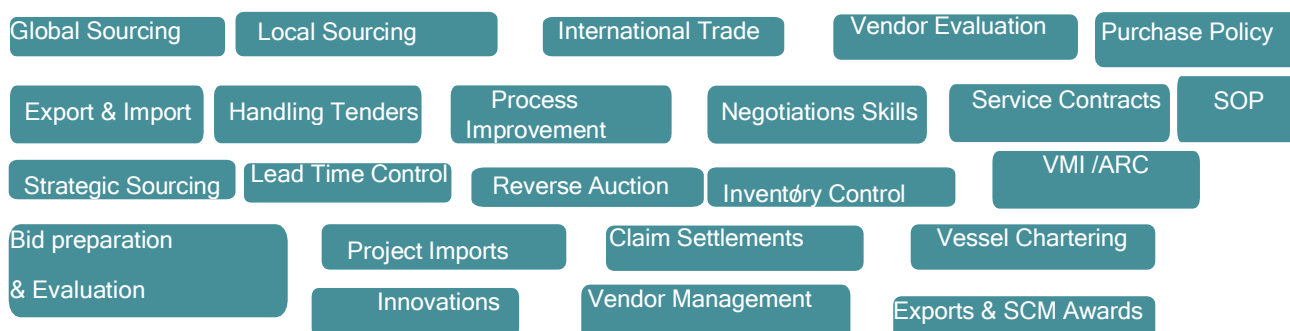 Global Sourcing
Local Sourcing
International Trade
Vendor Evaluation
Purchase Policy
Export & Import
Handling Tenders
Process
Improvement
Negotiations Skills
Service Contracts
SOP
Strategic Sourcing
Lead Time Control
Reverse Auction
Inventøry Control
VMI /ARC
Bid preparation
& Evaluation
Project Imports
Claim Settlements
Vessel Chartering
Innovations
Vendor Management
Exports & SCM Awards